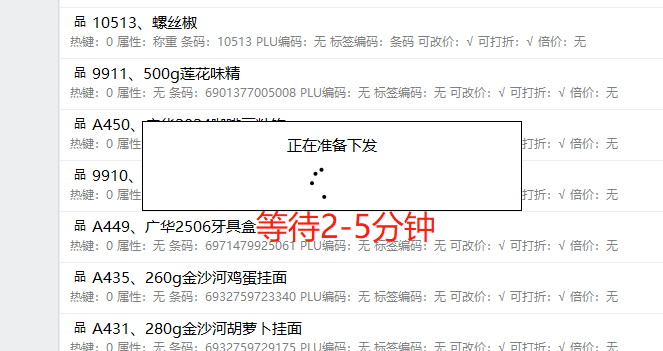 品 10513、螺丝椒
热键：0 属性：称重 条码：10513 PLU编码：无 标签编码：条码 可改价：√ 可打折：√ 倍价：无
品 9911、500g莲花味精
热键：0 属性：无 条码：6901377005008 PLU编码：无 标签编码：无 可改价：√ 可打折：√ 倍价：无
品 A450、
正在准备下发
热键：0 属性：
可打折：√ 倍价：无
品 9910、
热键：0 属性：
可打折：√ 倍价：无
等待2-5分钟
品 A449、广华2506牙具盒
热键：0 属性：无 条码：6971479925061 PLU编码：无 标签编码：无 可改价：√ 可打折：√ 倍价：无
品 A435、260g金沙河鸡蛋挂面
热键：0 属性：无 条码：6932759723340 PLU编码：无 标签编码：无 可改价：√ 可打折：√ 倍价：无
品 A431、280g金沙河胡萝卜挂面
热键：0 属性：无 条码：6932759729175 PLU编码：无 标签编码：无 可改价：√ 可打折：√ 倍价：无